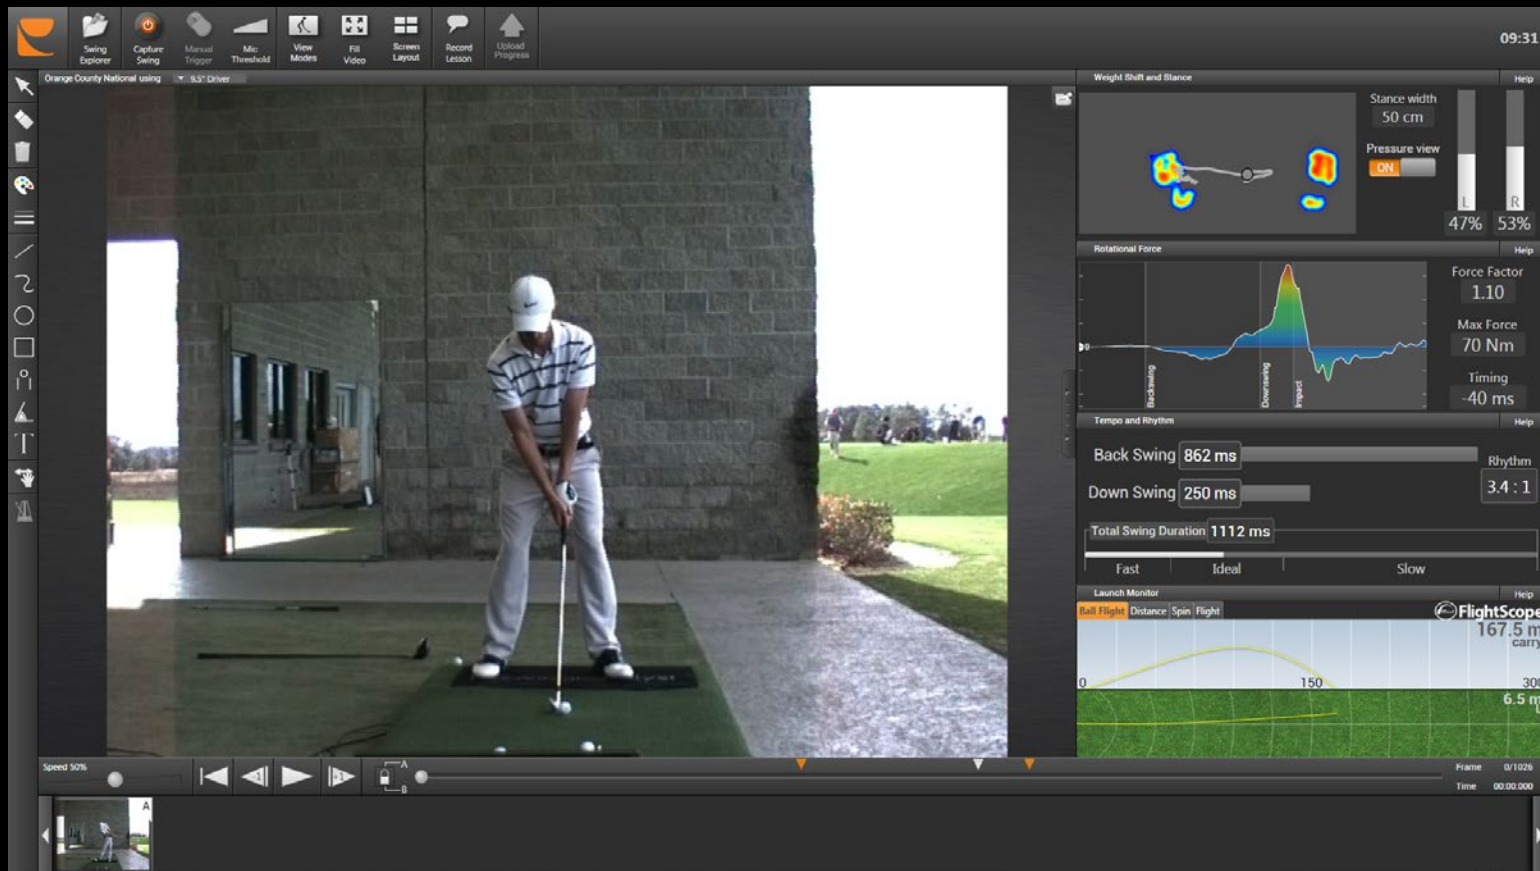 Swing Explorer
Capture Swing
Manual Trigger
Mic Threshold
View Modes
Fill Video
Screen Layout
Record Lesson
Upload Progress
09:31
Orange County National using
9.5° Driver
Weight Shift and Stance
Help
Stance width
50 cm
Pressure view
ON
L
R
47%
53%
Rotational Force
Help
0
Backswing
Downswing
Impact
Force Factor
1.10
Max Force
70 Nm
Timing
-40 ms
Tempo and Rhythm
Help
Back Swing 862 ms
Down Swing 250 ms
Rhythm
3.4 : 1
Total Swing Duration 1112 ms
Fast
Ideal
Slow
Launch Monitor
Help
Ball Flight Distance Spin Flight
FlightScope
167.5 m
carry
0
150
300
6.5 m
L
T
Speed 50%
-1
+1
A
B
Frame 0/1026
Time 00:00:000
A